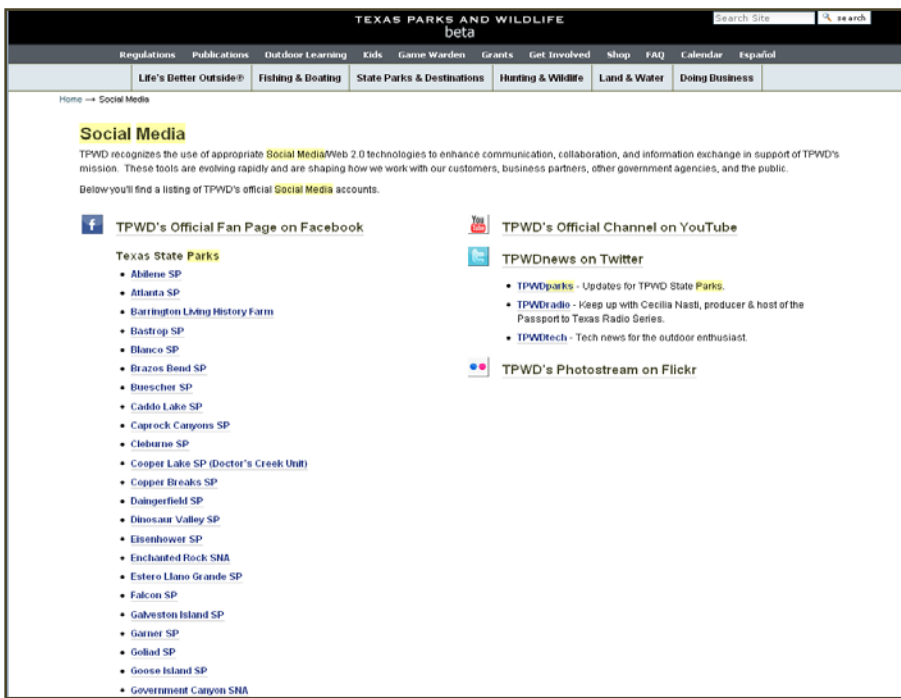 TEXAS PARKS AND WILDLIFE
beta
Search Site
search
Regulations Publications Outdoor Learning Kids Game Warden Grants Get Involved Shop FAQ Calendar Español
Life's Better Outside® Fishing & Boating State Parks & Destinations Hunting & Wildlife Land & Water Doing Business
Home → Social Media
Social Media
TPWD recognizes the use of appropriate Social Media/Web 2.0 technologies to enhance communication, collaboration, and information exchange in support of TPWD's
mission. These tools are evolving rapidly and are shaping how we work with our customers, business partners, other government agencies, and the public.
Below you'll find a listing of TPWD's official Social Media accounts.
f TPWD's Official Fan Page on Facebook
Texas State Parks
• Abilene SP
• Atlanta SP
• Barrington Living History Farm
• Bastrop SP
• Blanco SP
• Brazos Bend SP
• Buescher SP
• Caddo Lake SP
• Caprock Canyons SP
• Cleburne SP
• Cooper Lake SP (Doctor's Creek Unit)
• Copper Breaks SP
• Daingerfield SP
• Dinosaur Valley SP
• Eisenhower SP
• Enchanted Rock SNA
• Estero Llano Grande SP
• Falcon SP
• Galveston Island SP
• Garner SP
• Goliad SP
• Goose Island SP
• Government Canyon SNA
You Tube TPWD's Official Channel on YouTube
TPWDnews on Twitter
• TPWDparks - Updates for TPWD State Parks.
• TPWDradio - Keep up with Cecilia Nasti, producer & host of the
Passport to Texas Radio Series.
• TPWDtech - Tech news for the outdoor enthusiast.
TPWD's Photostream on Flickr